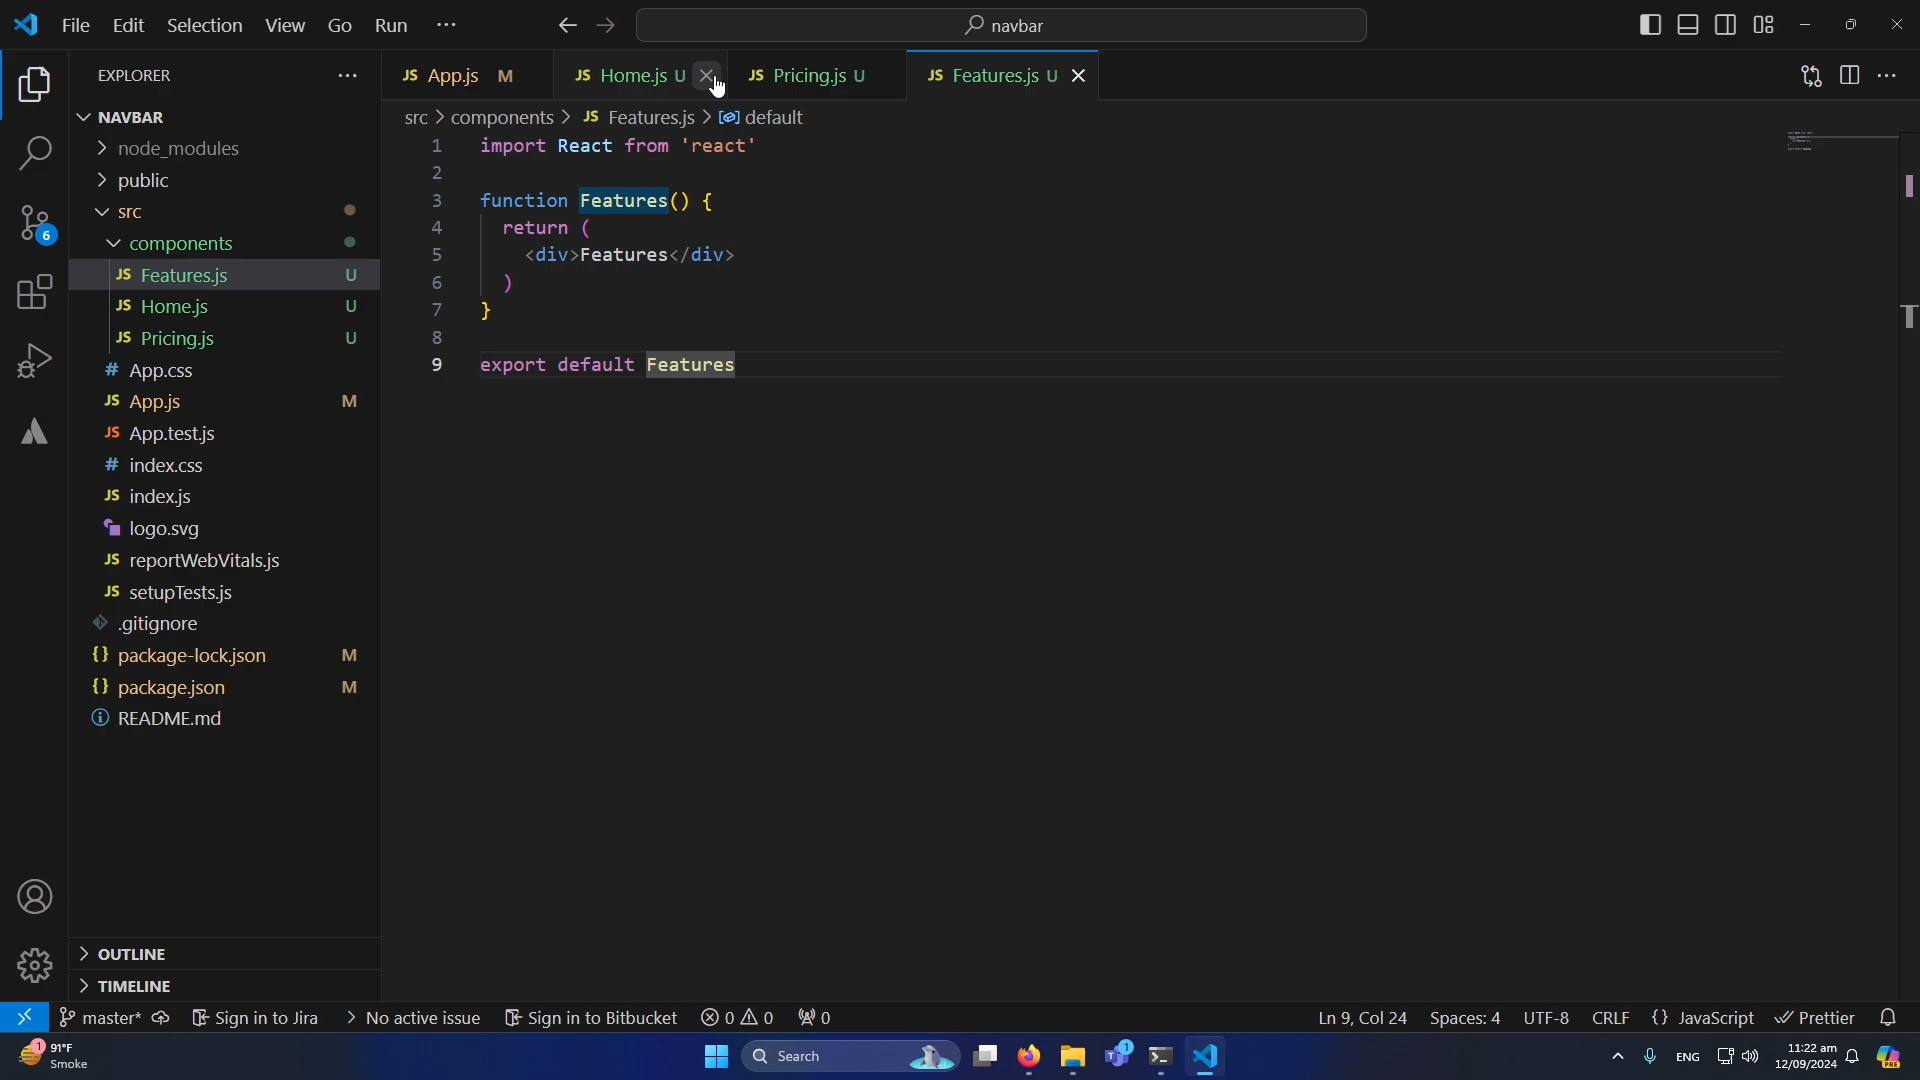 File Edit Selection View Go Run ···
navbar
EXPLORER ···
JS App.js M
JS Home.js U
JS Pricing.js U
JS Features.js U
NAVBAR
src > components > JS Features.js > default
node_modules
public
src
components
JS Features.js U
JS Home.js U
JS Pricing.js U
# App.css
JS App.js M
JS App.test.js
# index.css
JS index.js
logo.svg
JS reportWebVitals.js
JS setupTests.js
.gitignore
{} package-lock.json M
{} package.json M
README.md
OUTLINE
TIMELINE
6
1 import React from 'react'
2
3 function Features() {
4 return (
5 <div>Features</div>
6 )
7 }
8
9 export default Features
master* Sign in to Jira > No active issue Sign in to Bitbucket 0 0 0
Ln 9, Col 24 Spaces: 4 UTF-8 CRLF {} JavaScript Prettier
1 91°F
Smoke
Search
1
PRE
ENG
11:22 am
12/09/2024